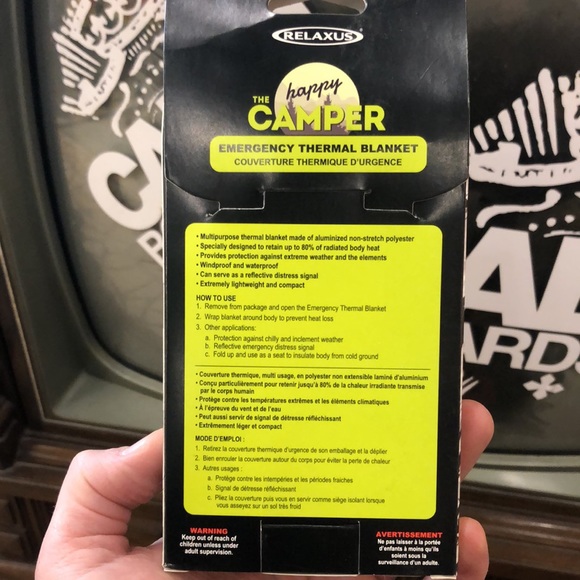 RELAXUS
THE happy
CAMPER
EMERGENCY THERMAL BLANKET
COUVERTURE THERMIQUE D'URGENCE
• Multipurpose thermal blanket made of aluminized non-stretch polyester
• Specially designed to retain up to 80% of radiated body heat
• Provides protection against extreme weather and the elements
• Windproof and waterproof
• Can serve as a reflective distress signal
• Extremely lightweight and compact
HOW TO USE
1. Remove from package and open the Emergency Thermal Blanket
2. Wrap blanket around body to prevent heat loss
3. Other applications:
a. Protection against chilly and inclement weather
b. Reflective emergency distress signal
c. Fold up and use as a seat to insulate body from cold ground
• Couverture thermique, multi usage, en polyester non extensible laminé d'aluminium
• Conçu particulièrement pour retenir jusqu'à 80% de la chaleur irradiante transmise
par le corps humain
• Protège contre les températures extrêmes et les éléments climatiques
• À l'épreuve du vent et de l'eau
• Peut aussi servir de signal de détresse réfléchissant
• Extrêmement léger et compact
MODE D'EMPLOI :
1. Retirez la couverture thermique d'urgence de son emballage et la déplier
2. Bien enrouler la couverture autour du corps pour éviter la perte de chaleur
3. Autres usages :
a. Protège contre les intempéries et les périodes fraiches
b. Signal de détresse réfléchissant
c. Pliez la couverture puis vous en servir comme siège isolant lorsque
vous asseyez sur un sol très froid
WARNING
Keep out of reach of
children unless under
adult supervision.
AVERTISSEMENT
Ne pas laisser à la portée
d'enfants à moins qu'ils
soient sous la
surveillance d'un adulte.